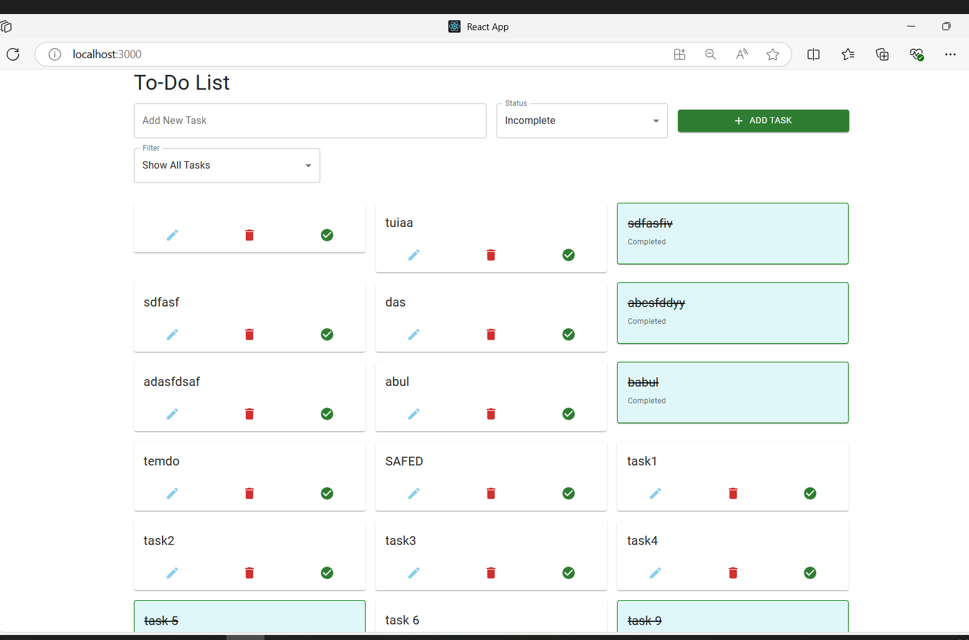 React App
localhost:3000
To-Do List
Add New Task
Status
Incomplete
ADD TASK
Filter
Show All Tasks
tuiaa
sdfasfiv
Completed
sdfasf
das
abesfddyy
Completed
adasfdsaf
abul
babul
Completed
temdo
SAFED
task1
task2
task3
task4
task 5
task 6
task 9